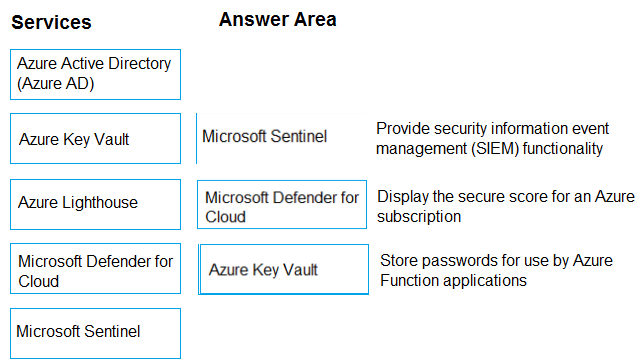 Services
Answer Area
Azure Active Directory
(Azure AD)
Azure Key Vault
Microsoft Sentinel
Provide security information event
management (SIEM) functionality
Azure Lighthouse
Microsoft Defender for
Cloud
Display the secure score for an Azure
subscription
Microsoft Defender for
Cloud
Azure Key Vault
Store passwords for use by Azure
Function applications
Microsoft Sentinel